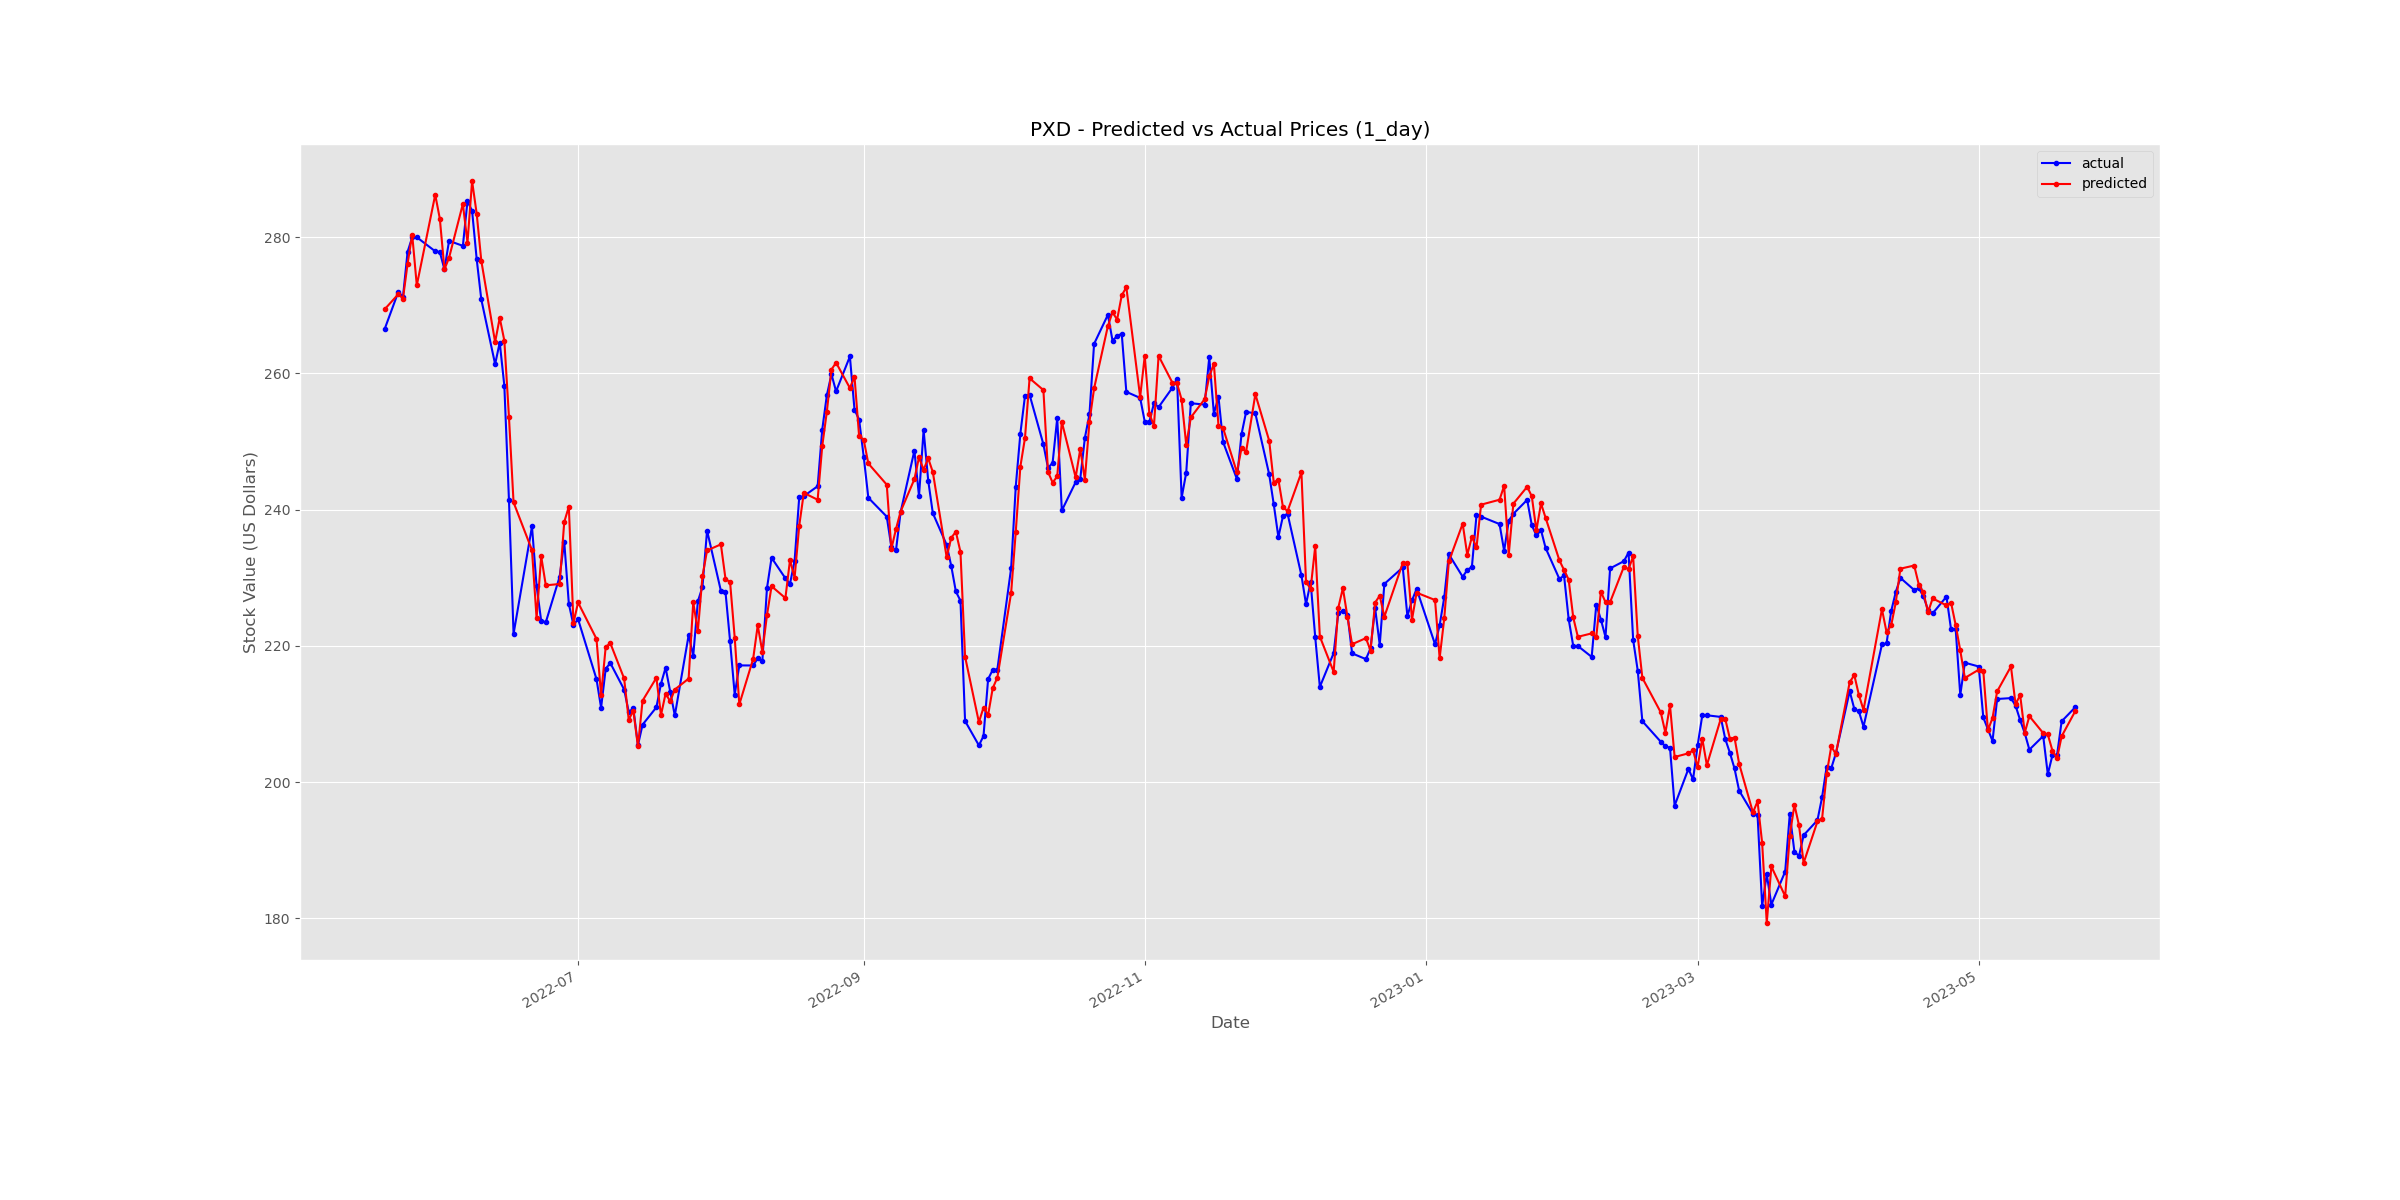 PXD - Predicted vs Actual Prices (1_day)
actual
predicted
Stock Value (US Dollars)
280
260
240
220
200
180
2022-07
2022-09
2022-11
2023-01
2023-03
2023-05
Date